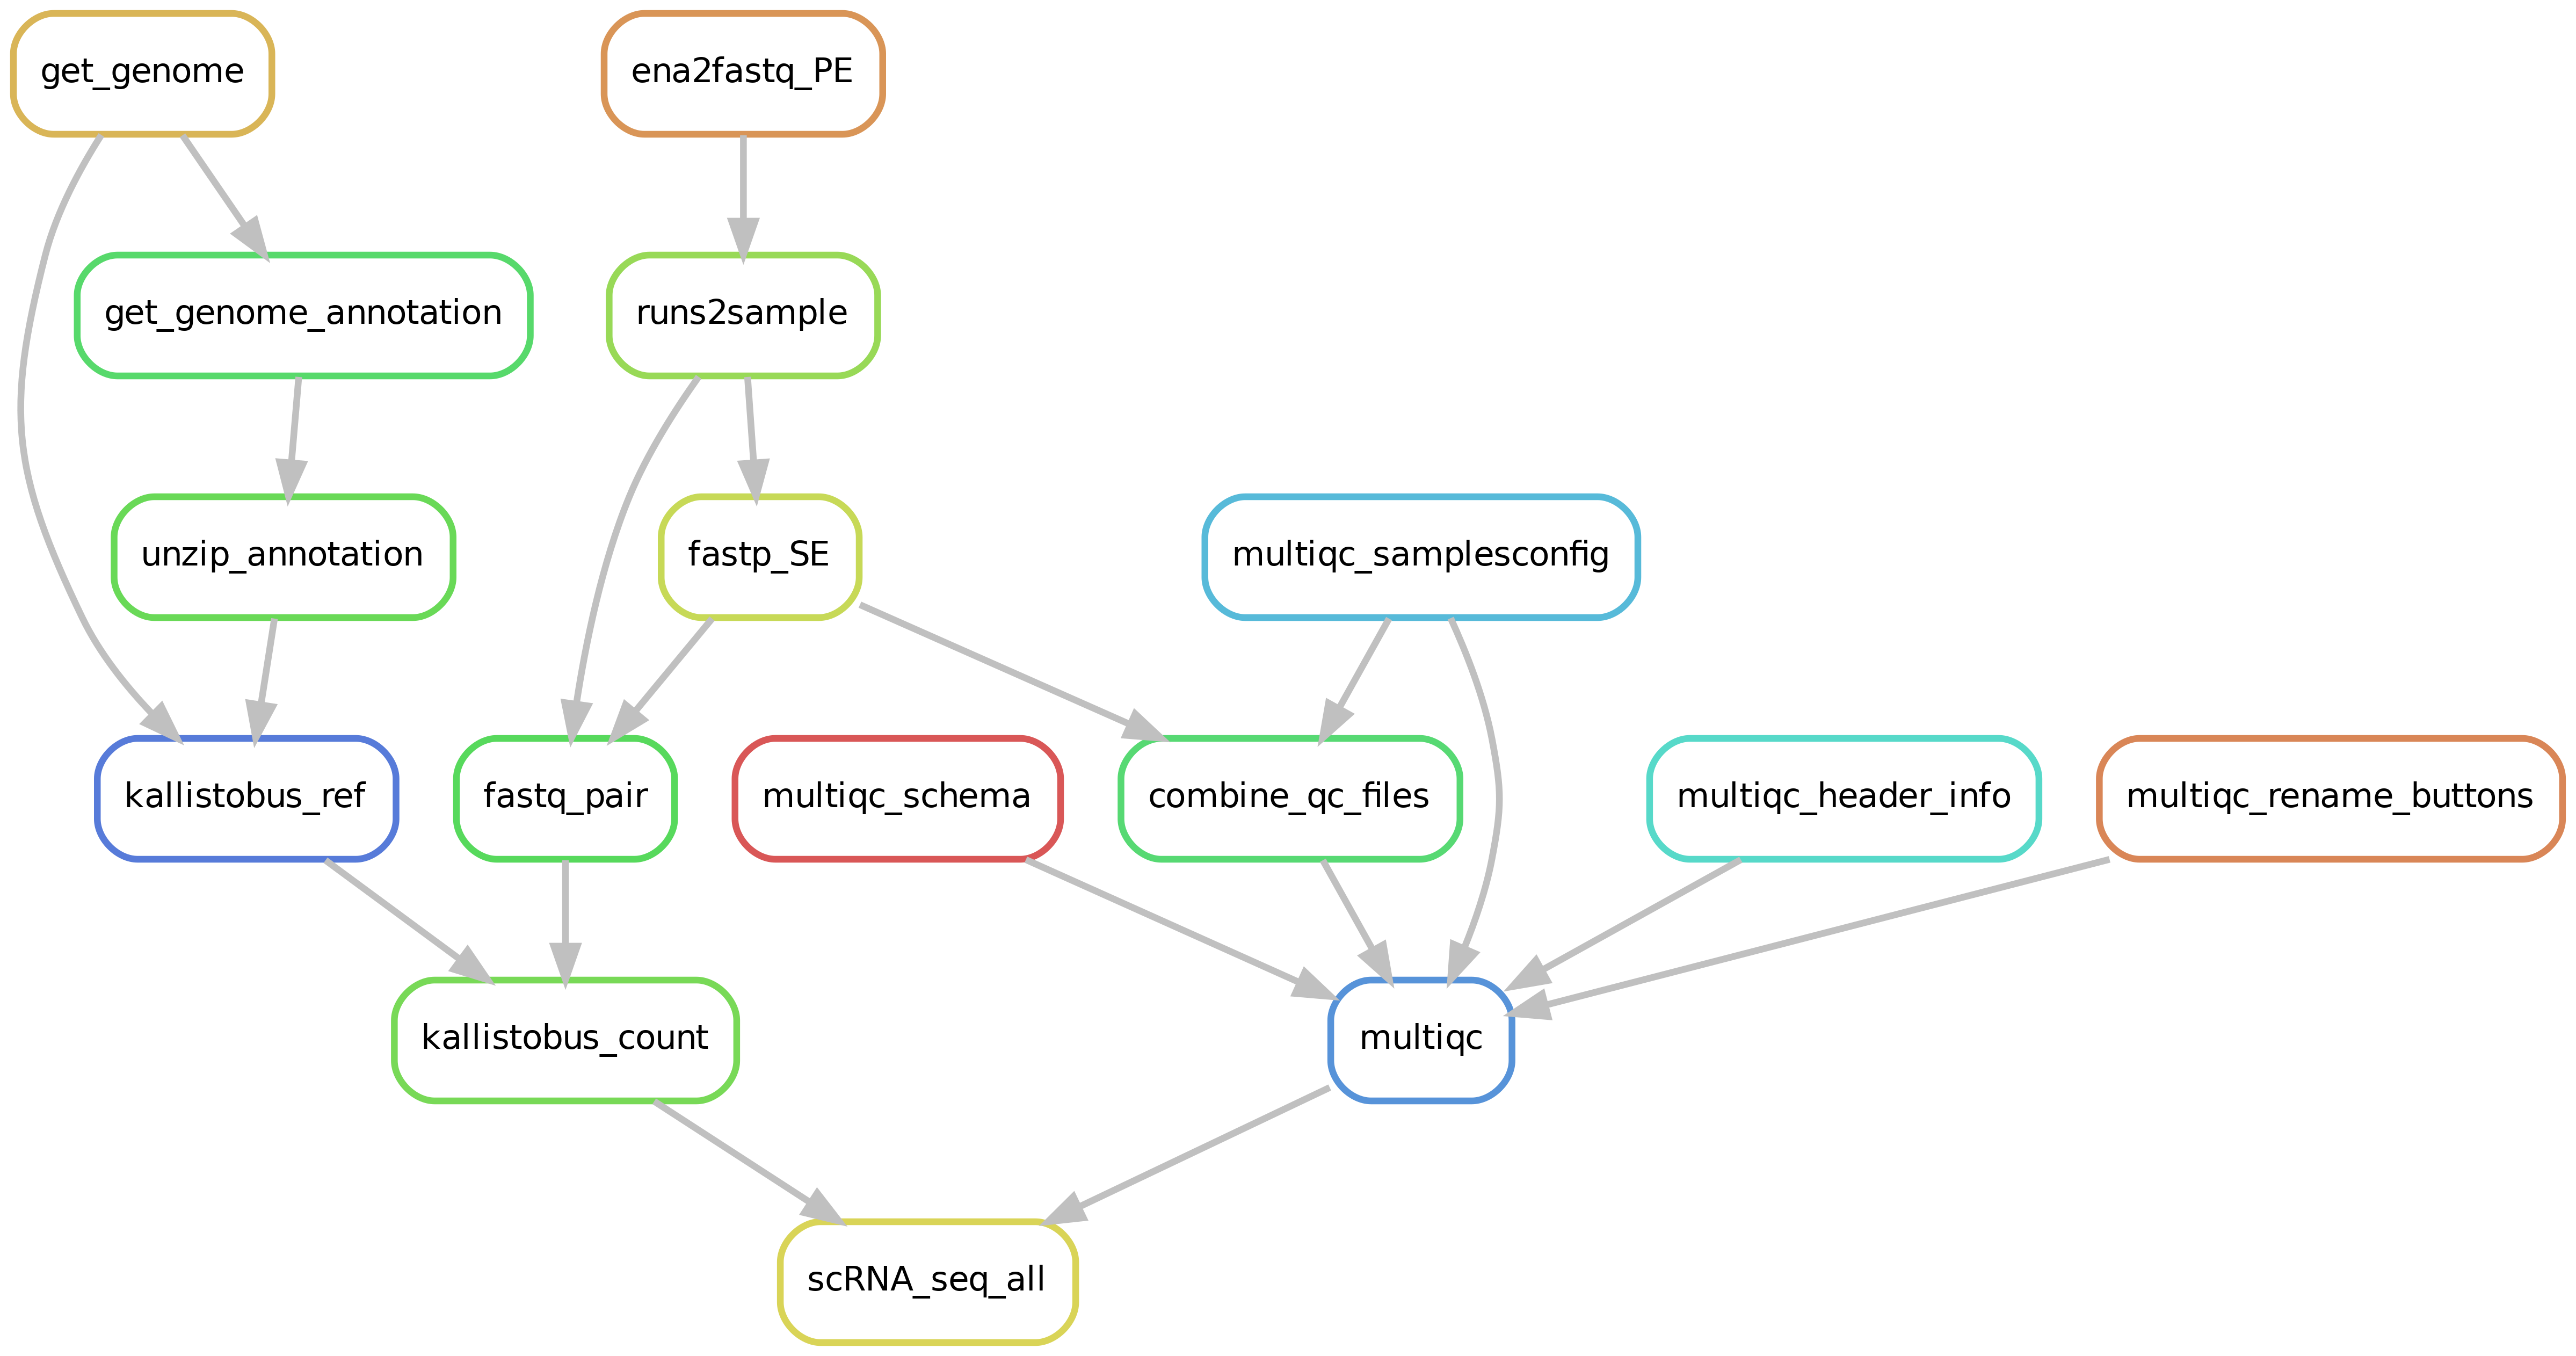 get_genome
ena2fastq_PE
get_genome_annotation
runs2sample
unzip_annotation
fastp_SE
multiqc_samplesconfig
kallistobus_ref
fastq_pair
multiqc_schema
combine_qc_files
multiqc_header_info
multiqc_rename_buttons
kallistobus_count
multiqc
scRNA_seq_all